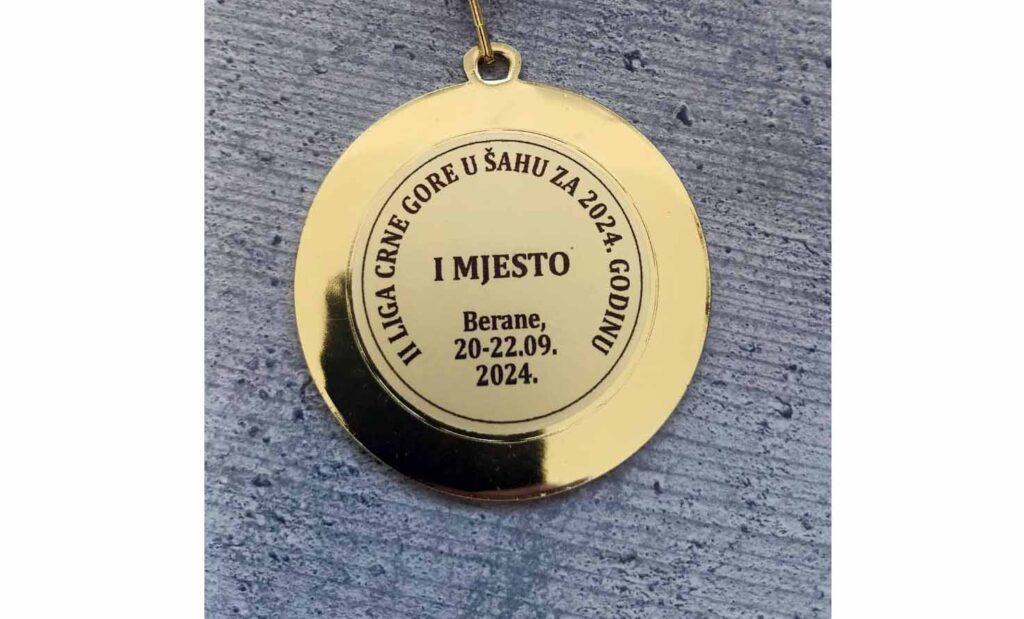 II LIGA CRNE GORE U ŠAHU ZA 2024. GODINU
I MJESTO
Berane,
20-22.09.
2024.